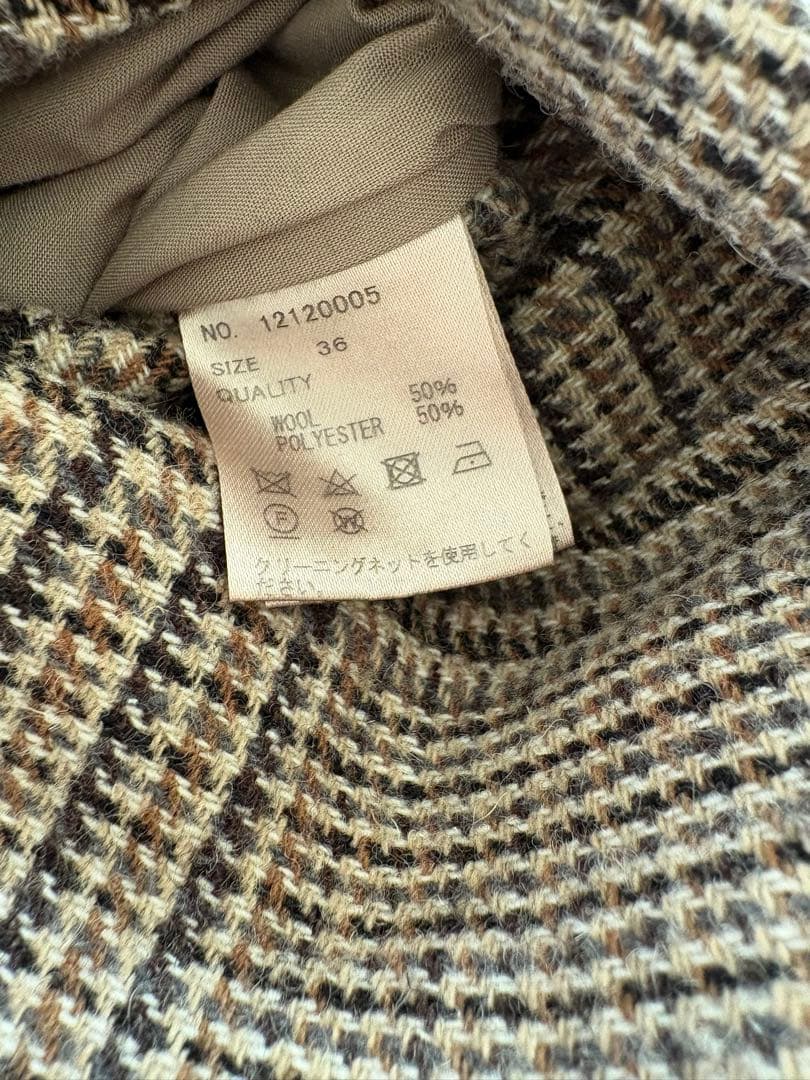 NO. 12120005
SIZE 36
QUALITY
WOOL 50%
POLYESTER 50%
F
W
クリーニングネットを使用してく
ださい。